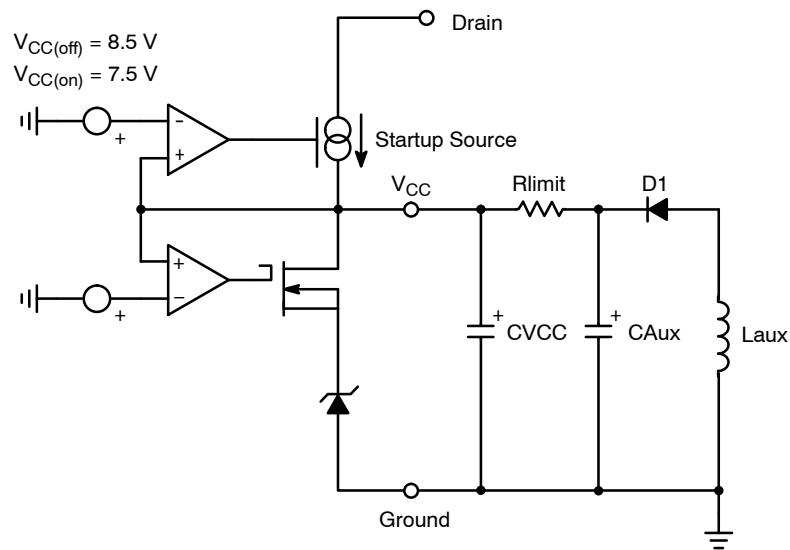 Drain
VCC(off) = 8.5 V
VCC(on) = 7.5 V
−
+
+
Startup Source
VCC
Rlimit
D1
+
−
+
+
CVCC
+
CAux
Laux
Ground